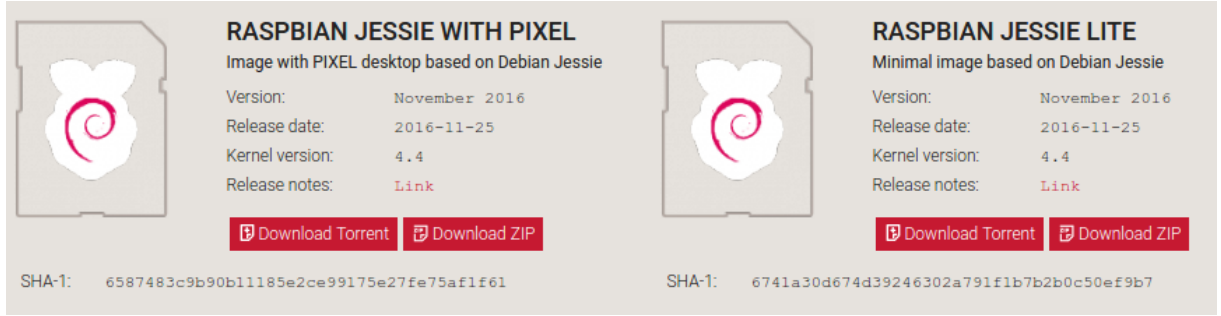 RASPBIAN JESSIE WITH PIXEL
Image with PIXEL desktop based on Debian Jessie
Version: November 2016
Release date: 2016-11-25
Kernel version: 4.4
Release notes: Link
Download Torrent Download ZIP
SHA-1: 6587483c9b90b11185e2ce99175e27fe75af1f61
RASPBIAN JESSIE LITE
Minimal image based on Debian Jessie
Version: November 2016
Release date: 2016-11-25
Kernel version: 4.4
Release notes: Link
Download Torrent Download ZIP
SHA-1: 6741a30d674d39246302a791f1b7b2b0c50ef9b7